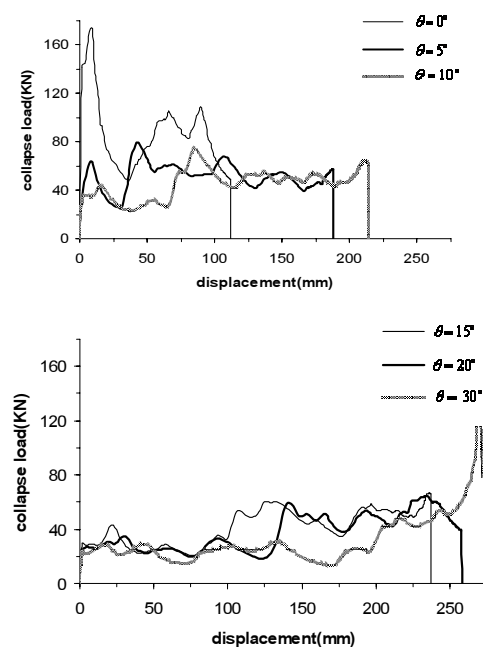 160
120
80
40
0
collapse load(KN)
θ = 0°
θ = 5°
θ = 10°
0
50
100
150
200
250
displacement(mm)
160
120
80
40
0
collapse load(KN)
θ = 15°
θ = 20°
θ = 30°
0
50
100
150
200
250
displacement(mm)